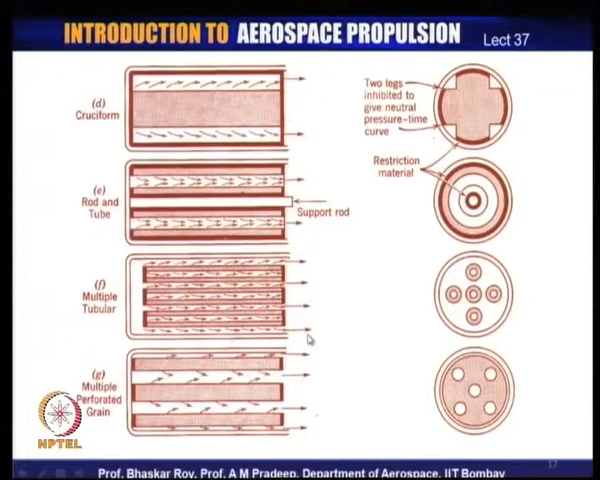 INTRODUCTION TO AEROSPACE PROPULSION
Lect 37
(d)
Cruciform
Two legs
inhibited to
give neutral
pressure-time
curve
Restriction
material
(e)
Rod and
Tube
Support rod
(f)
Multiple
Tubular
(g)
Multiple
Perforated
Grain
NPTEL
17
Prof. Bhaskar Roy, Prof. A M Pradeep, Department of Aerospace, IIT Bombay